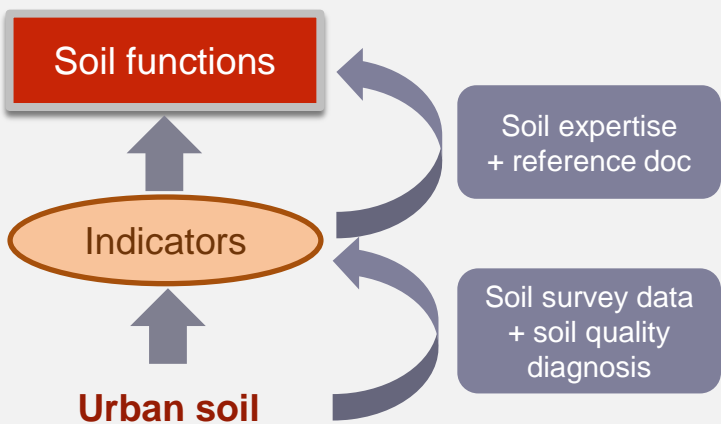 Soil functions
Soil expertise
+ reference doc
Indicators
Soil survey data
+ soil quality
diagnosis
Urban soil